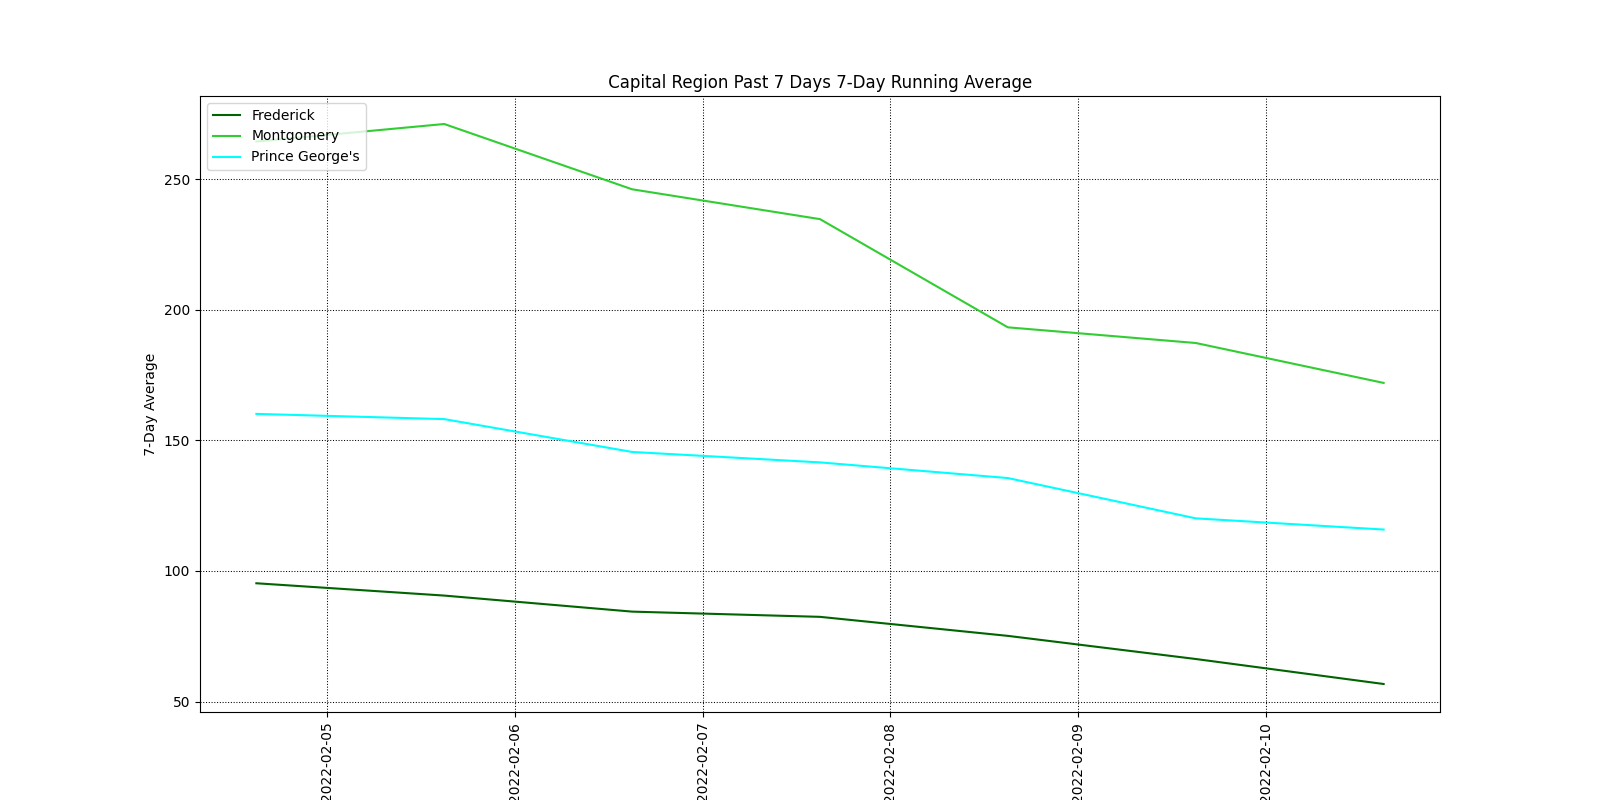 Capital Region Past 7 Days 7-Day Running Average
Frederick
Montgomery
Prince George's
250
200
150
100
50
7-Day Average
2022-02-05
2022-02-06
2022-02-07
2022-02-08
2022-02-09
2022-02-10